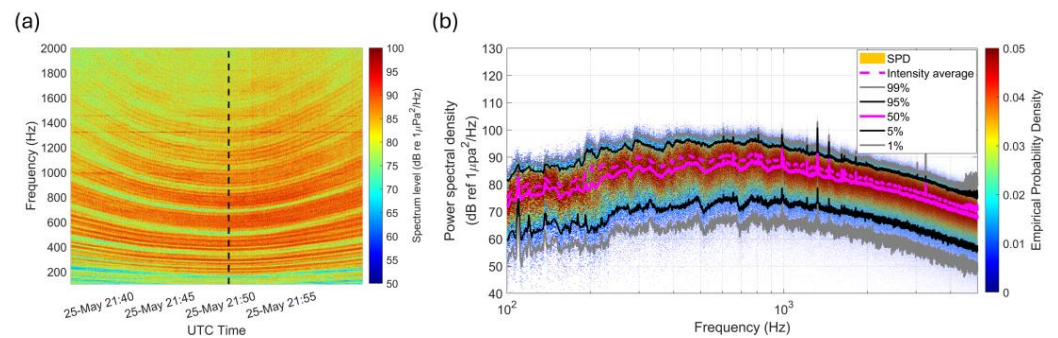 (a)
2000
1800
1600
1400
1200
1000
800
600
400
200
Frequency (Hz)
25-May 21:40
25-May 21:45
25-May 21:50
25-May 21:55
UTC Time
100
95
90
85
80
75
70
65
60
55
50
Spectrum level (dB re 1μPa²/Hz)
(b)
130
120
110
100
90
80
70
60
50
40
Power spectral density
(dB ref 1μpa²/Hz)
10²
10³
Frequency (Hz)
SPD
Intensity average
99%
95%
50%
5%
1%
0.05
0.04
0.03
0.02
0.01
0
Empirical Probability Density